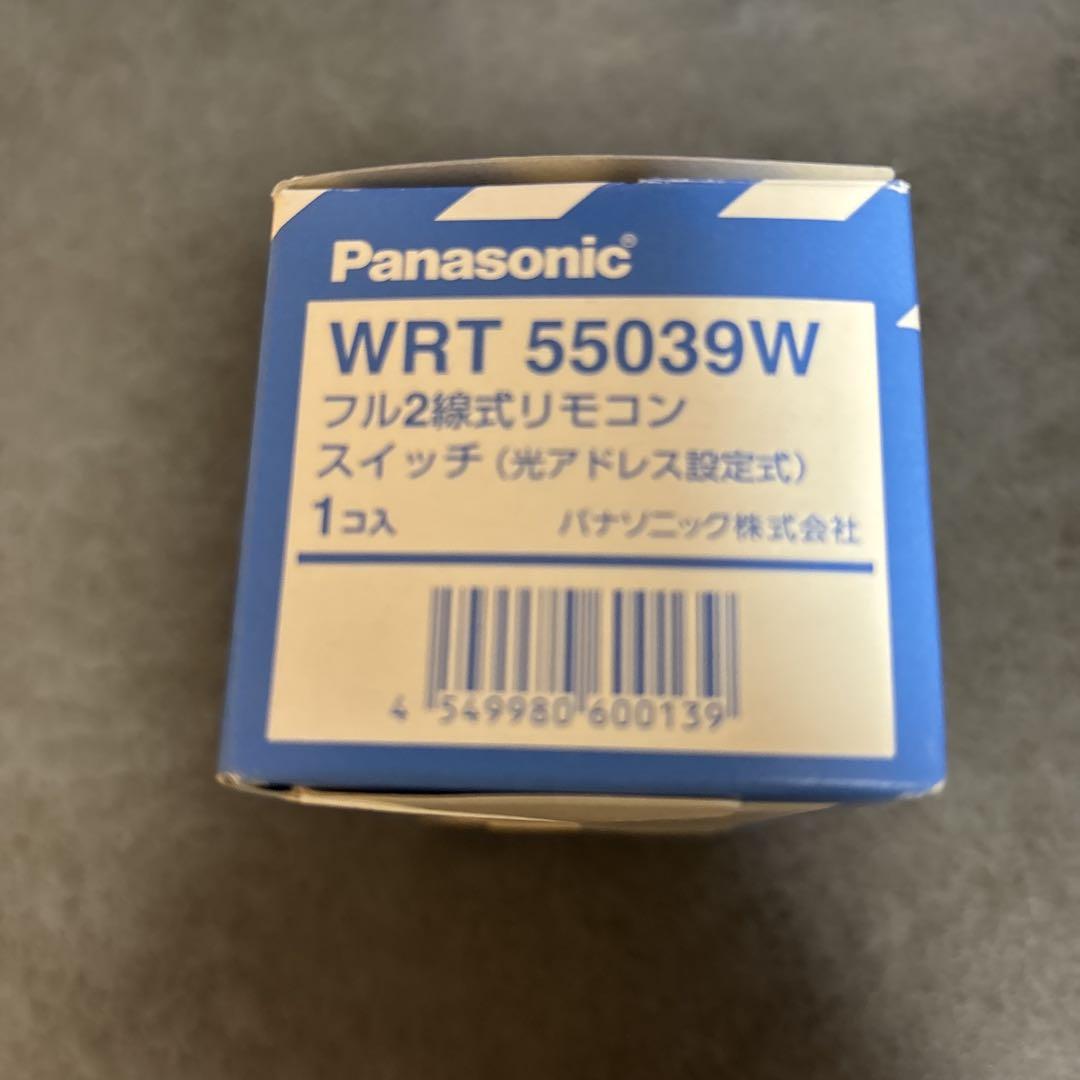 Panasonic®
WRT 55039W
フル2線式リモコン
スイッチ（光アドレス設定式）
1コ入 パナソニック株式会社
4 549980 600139